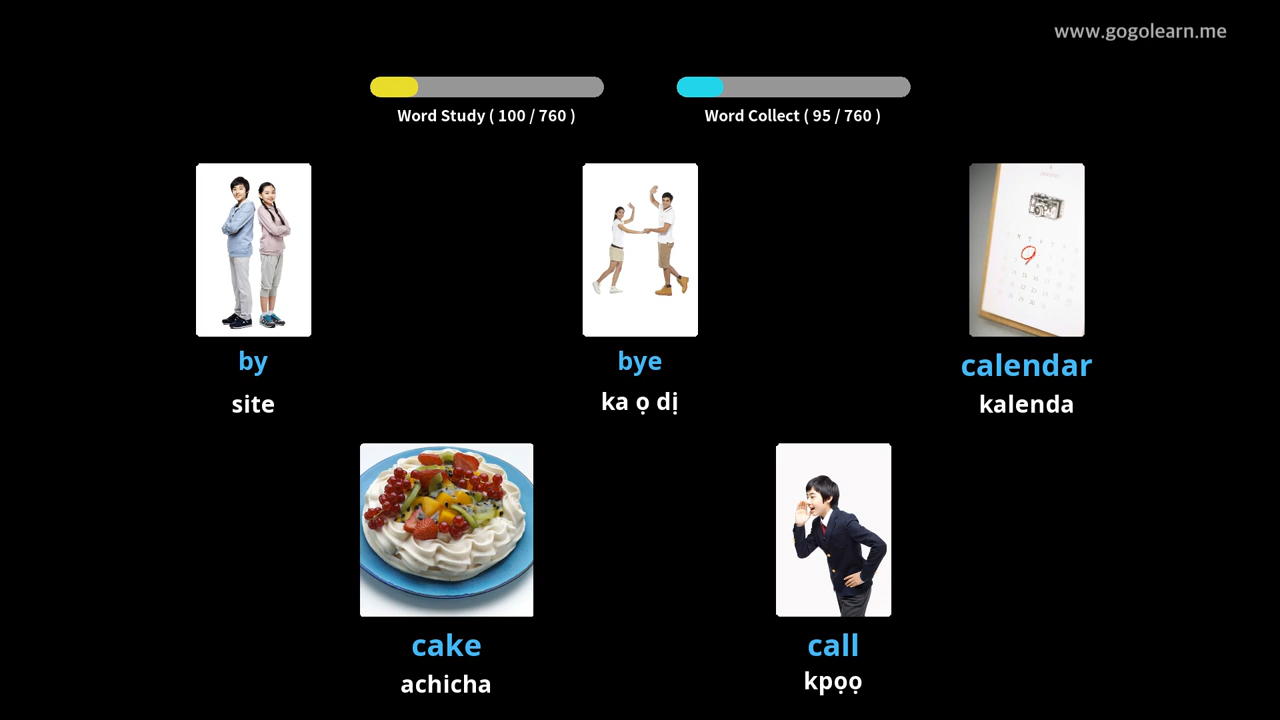 www.gogolearn.me
Word Study ( 100 / 760 )
Word Collect ( 95 / 760 )
by
site
bye
ka ọ dị
calendar
kalenda
cake
achicha
call
kpọọ